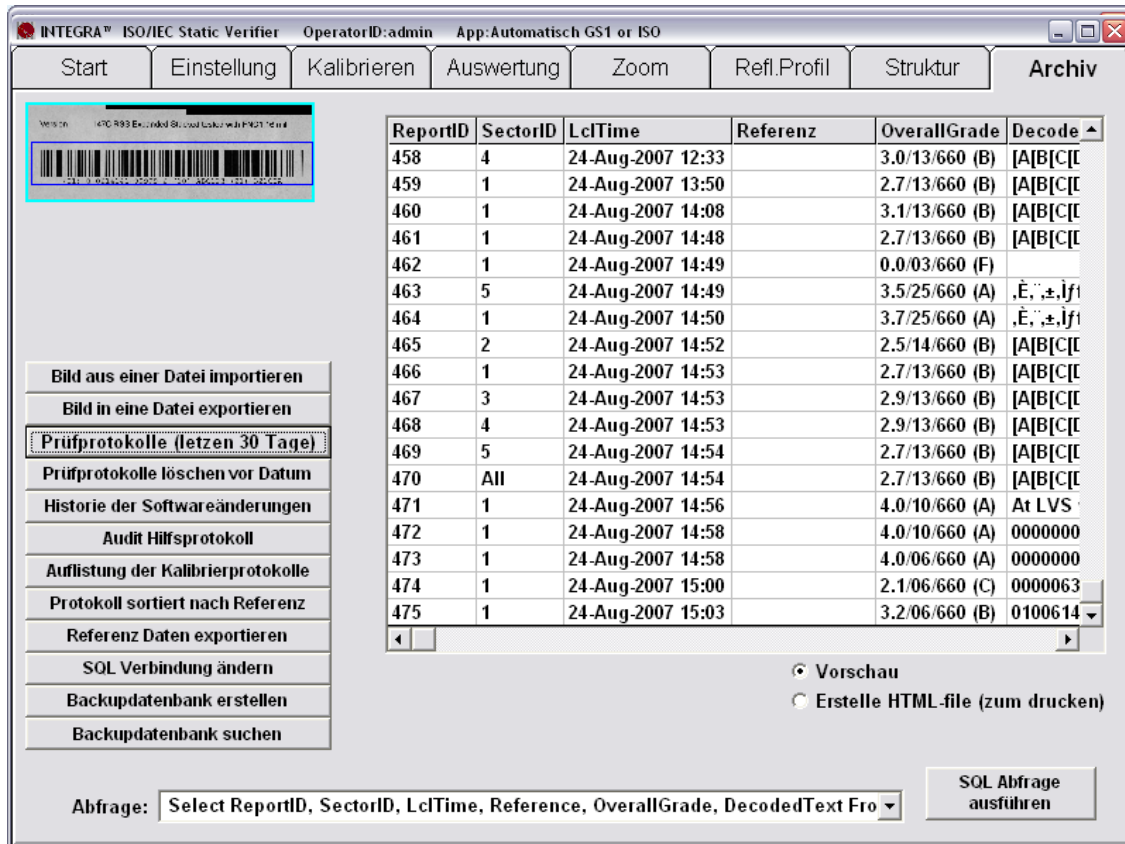 INTEGRA™ ISO/IEC Static Verifier OperatorID:admin App:Automatisch GS1 or ISO
Start Einstellung Kalibrieren Auswertung Zoom Refl.Profil Struktur Archiv
ReportID SectorID LclTime Referenz OverallGrade Decode
458 4 24-Aug-2007 12:33 3.0/13/660 (B) [A[B[C[D
459 1 24-Aug-2007 13:50 2.7/13/660 (B) [A[B[C[D
460 1 24-Aug-2007 14:08 3.1/13/660 (B) [A[B[C[D
461 1 24-Aug-2007 14:48 2.7/13/660 (B) [A[B[C[D
462 1 24-Aug-2007 14:49 0.0/03/660 (F)
463 5 24-Aug-2007 14:49 3.5/25/660 (A)
464 1 24-Aug-2007 14:50 3.7/25/660 (A)
465 2 24-Aug-2007 14:52 2.5/14/660 (B) [A[B[C[D
466 1 24-Aug-2007 14:53 2.7/13/660 (B) [A[B[C[D
467 3 24-Aug-2007 14:53 2.9/13/660 (B) [A[B[C[D
468 4 24-Aug-2007 14:53 2.9/13/660 (B) [A[B[C[D
469 5 24-Aug-2007 14:54 2.7/13/660 (B) [A[B[C[D
470 All 24-Aug-2007 14:54 2.7/13/660 (B) [A[B[C[D
471 1 24-Aug-2007 14:56 4.0/10/660 (A) At LVS
472 1 24-Aug-2007 14:58 4.0/10/660 (A) 0000000
473 1 24-Aug-2007 14:58 4.0/06/660 (A) 0000000
474 1 24-Aug-2007 15:00 2.1/06/660 (C) 0000063
475 1 24-Aug-2007 15:03 3.2/06/660 (B) 0100614
Bild aus einer Datei importieren
Bild in eine Datei exportieren
Prüfprotokolle (letzen 30 Tage)
Prüfprotokolle löschen vor Datum
Historie der Softwareänderungen
Audit Hilfsprotokoll
Auflistung der Kalibrierprotokolle
Protokoll sortiert nach Referenz
Referenz Daten exportieren
SQL Verbindung ändern
Backupdatenbank erstellen
Backupdatenbank suchen
Vorschau
Erstelle HTML-file (zum drucken)
Abfrage: Select ReportID, SectorID, LclTime, Reference, OverallGrade, DecodedText Fro
SQL Abfrage
ausführen